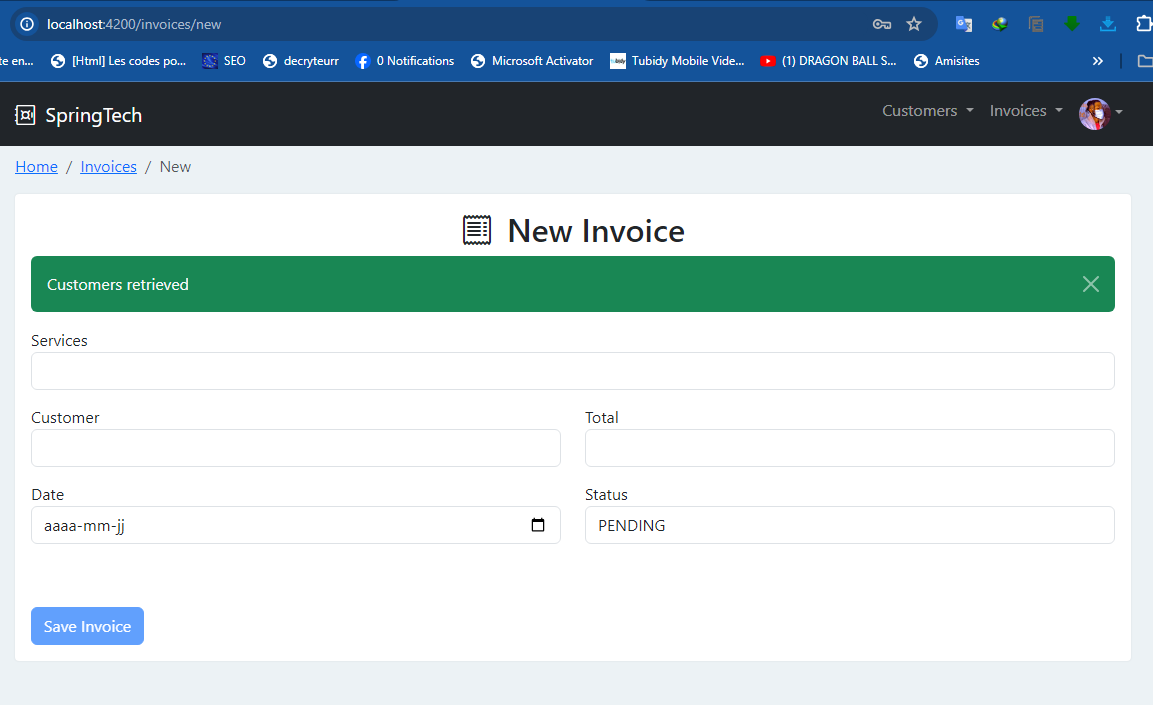 localhost:4200/invoices/new
te en... [Html] Les codes po... SEO decryteurr 0 Notifications Microsoft Activator Tubidy Mobile Vide... (1) DRAGON BALL S... Amisites »
SpringTech Customers Invoices
Home / Invoices / New
New Invoice
Customers retrieved
Services
Customer Total
Date Status
aaaa-mm-jj PENDING
Save Invoice